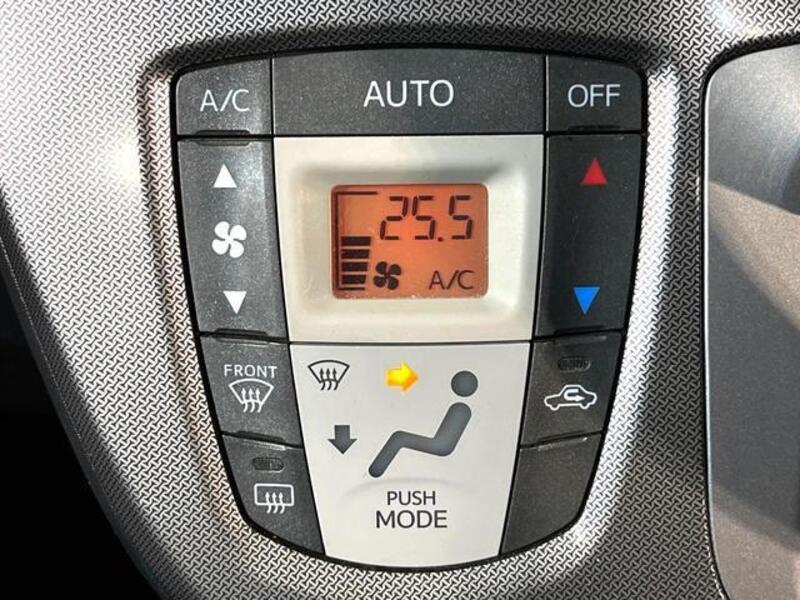 A/C AUTO OFF
25.5
A/C
FRONT
PUSH
MODE